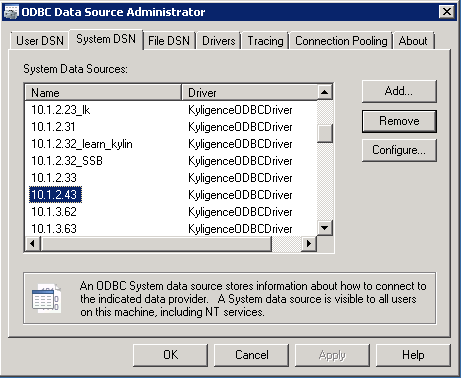 ODBC Data Source Administrator
User DSN System DSN File DSN Drivers Tracing Connection Pooling About
System Data Sources:
Name Driver
10.1.2.23_lk KyligenceODBCDriver
10.1.2.31 KyligenceODBCDriver
10.1.2.32_learn_kylin KyligenceODBCDriver
10.1.2.32_SSB KyligenceODBCDriver
10.1.2.33 KyligenceODBCDriver
10.1.2.43 KyligenceODBCDriver
10.1.3.62 KyligenceODBCDriver
10.1.3.63 KyligenceODBCDriver
Add...
Remove
Configure...
An ODBC System data source stores information about how to connect
to the indicated data provider. A System data source is visible to all users
on this machine, including NT services.
OK Cancel Apply Help